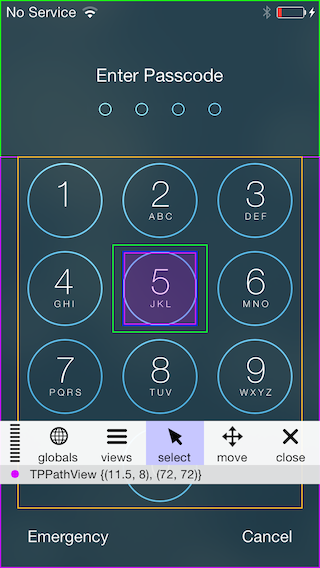 No Service
Enter Passcode
1 2 3
ABC DEF
4 5 6
GHI JKL MNO
7 8 9
PQRS TUV WXYZ
globals views select move close
TPPathView {(11.5, 8), (72, 72)}
Emergency Cancel